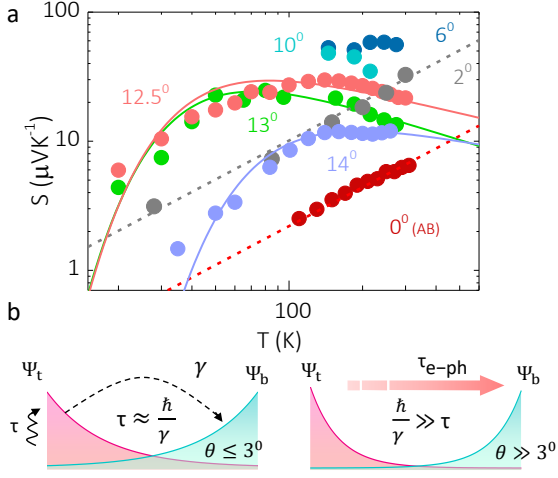 a
100
10
1
S (μVK⁻¹)
10⁰
6⁰
2⁰
12.5⁰
13⁰
14⁰
0⁰ (AB)
100
T (K)
b
Ψt
γ
Ψb
τ
τ ≈ ħ/γ
θ ≤ 3⁰
Ψt
τe−ph
Ψb
ħ/γ ≫ τ
θ ≫ 3⁰